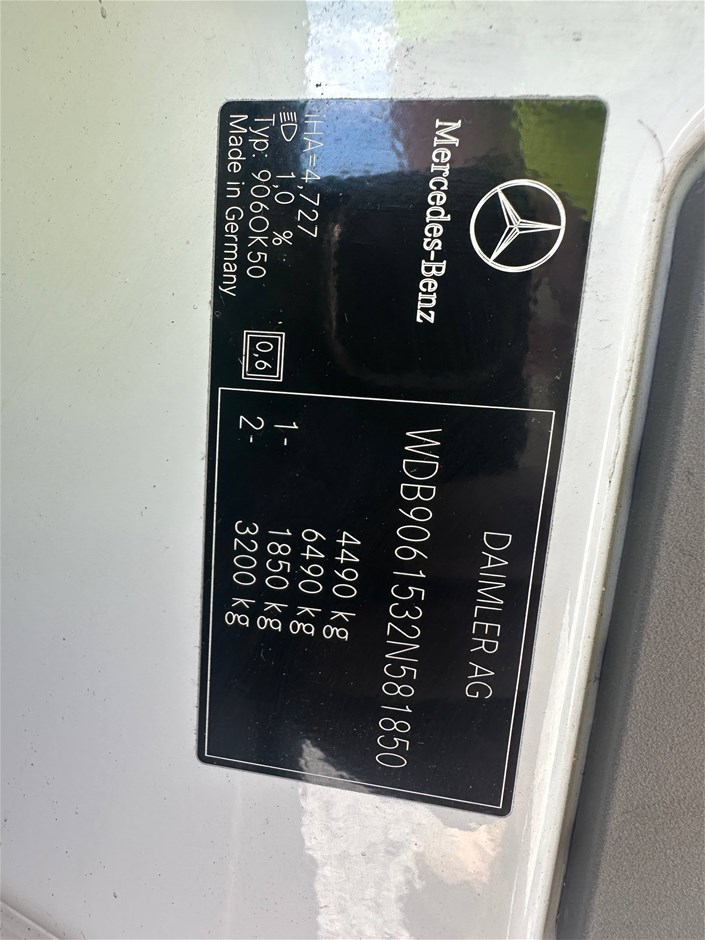 Mercedes-Benz
iHA=4,727
1,0 %
Typ: 906OK50
Made in Germany
0,6
DAIMLER AG
WDB9061532N581850
4490 kg
6490 kg
1- 1850 kg
2- 3200 kg